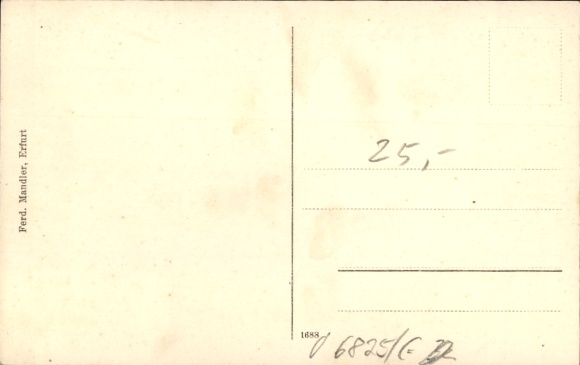 Ferd. Mandler, Erfurt
25,-
1688
6825/C